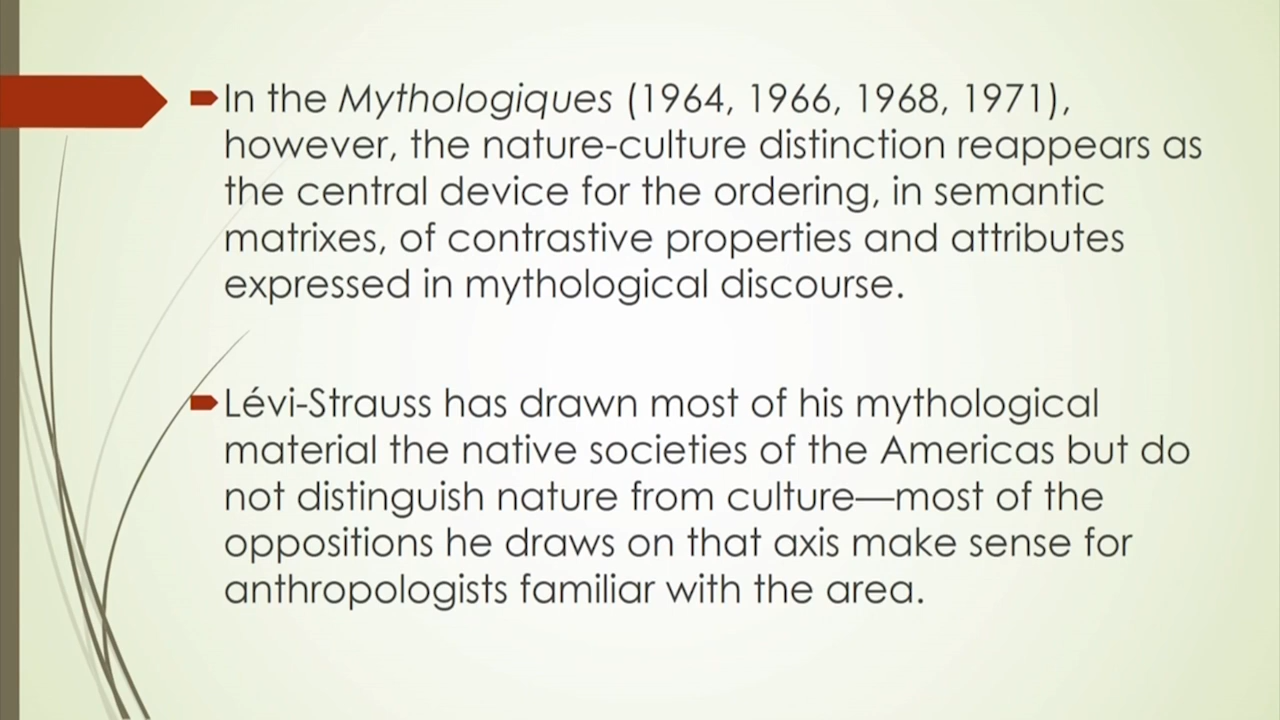 In the Mythologiques (1964, 1966, 1968, 1971),
however, the nature-culture distinction reappears as
the central device for the ordering, in semantic
matrixes, of contrastive properties and attributes
expressed in mythological discourse.
Lévi-Strauss has drawn most of his mythological
material the native societies of the Americas but do
not distinguish nature from culture—most of the
oppositions he draws on that axis make sense for
anthropologists familiar with the area.